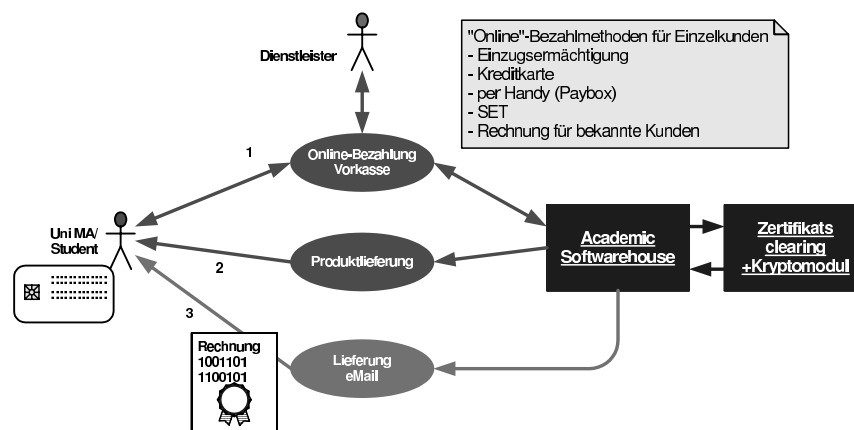 Dienstleister
"Online"-Bezahlmethoden für Einzelkunden
- Einzugsermächtigung
- Kreditkarte
- per Handy (Paybox)
- SET
- Rechnung für bekannte Kunden
1
Online-Bezahlung
Vorkasse
Uni MA/
Student
2
Produktlieferung
Academic
Softwarehouse
Zertifikats
clearing
+Kryptomodul
3
Rechnung
1001101
1100101
Lieferung
eMail